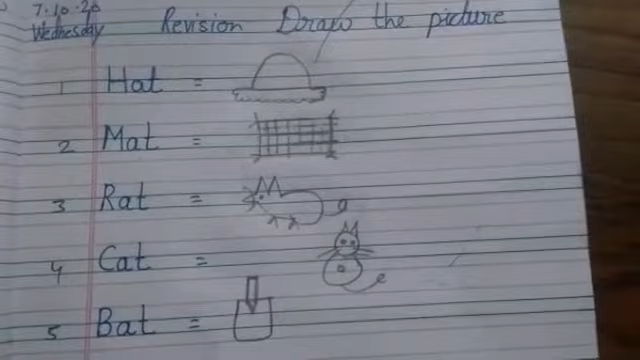 7.10.20
Wednesday Revision Draw the picture
1 Hat =
2 Mat =
3 Rat =
4 Cat =
5 Bat =